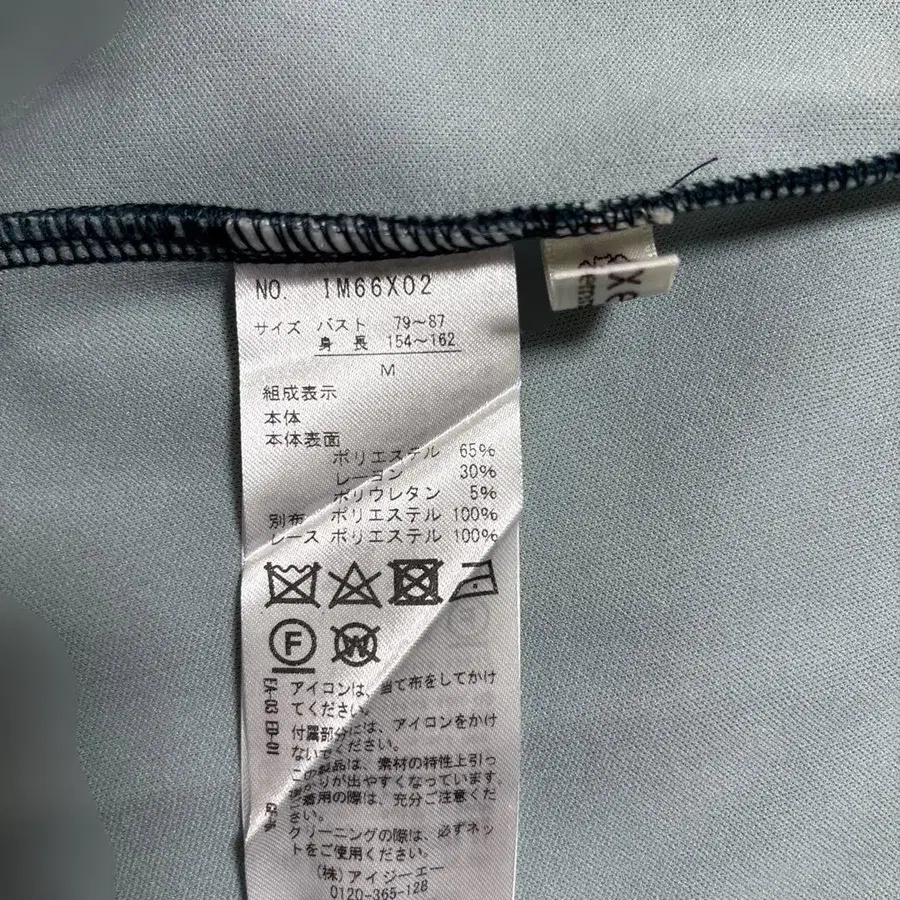 NO. IM66X02
サイズ バスト 79~87
身 長 154~162
M
組成表示
本体
本体表面
ポリエステル 65%
レーヨン 30%
ポリウレタン 5%
別布 ポリエステル 100%
レース ポリエステル 100%
F W
EA-03 ED-01
アイロンは、当て布をしてかけ
てください。
付属部分には、アイロンをかけ
ないでください。
この製品は、素材の特性上引っ
かかりが出やすくなっています。
着用の際は、充分ご注意くだ
さい。
クリーニングの際は、必ずネッ
トをご使用ください。
(株)アイジーエー
0120-365-128